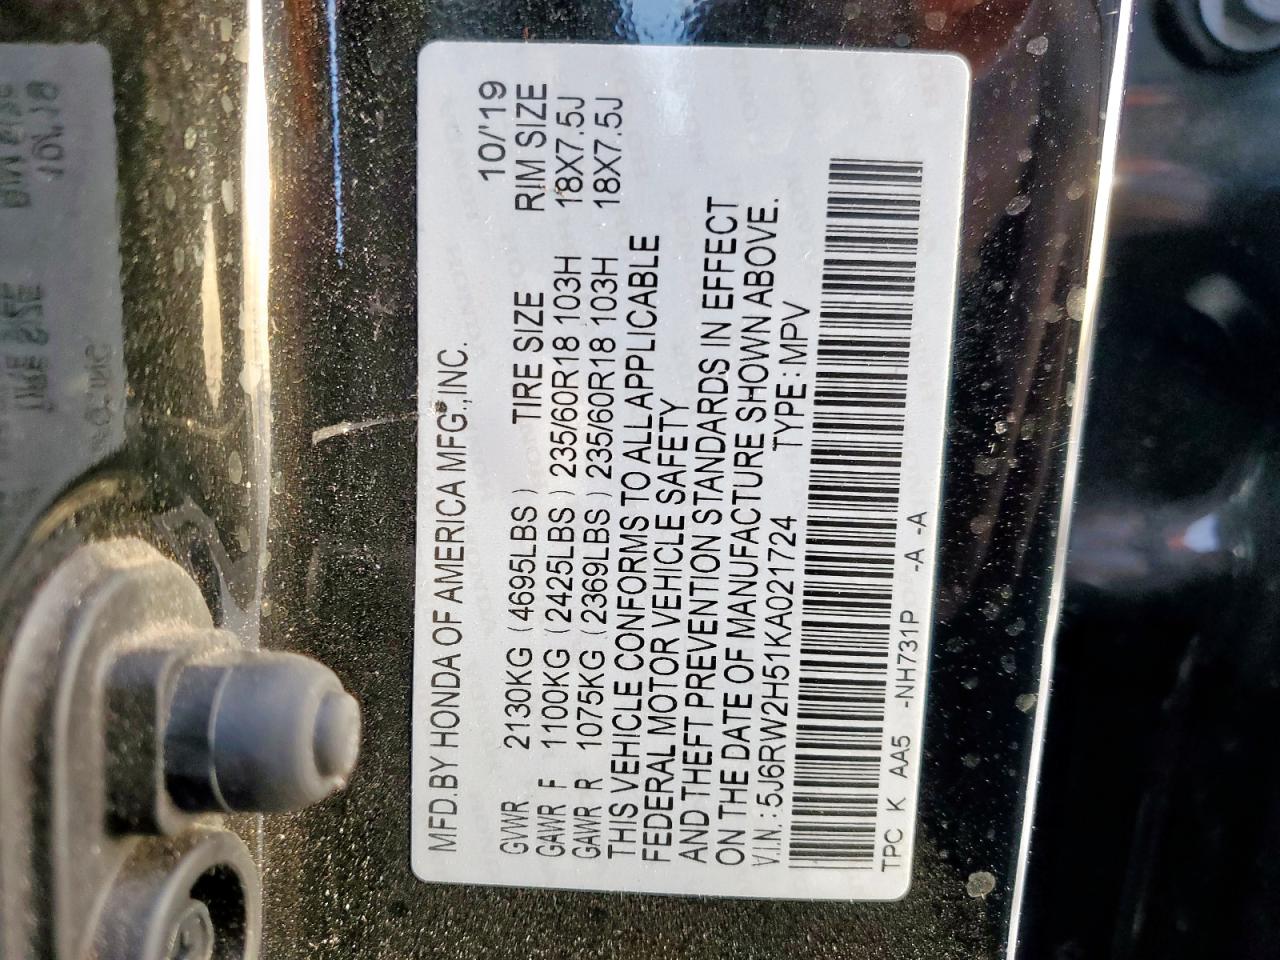 MFD. BY HONDA OF AMERICA MFG., INC.
10/'19
GVWR 2130KG (4695LBS) TIRE SIZE RIM SIZE
GAWR F 1100KG (2425LBS) 235/60R18 103H 18X7.5J
GAWR R 1075KG (2369LBS) 235/60R18 103H 18X7.5J
THIS VEHICLE CONFORMS TO ALL APPLICABLE
FEDERAL MOTOR VEHICLE SAFETY
AND THEFT PREVENTION STANDARDS IN EFFECT
ON THE DATE OF MANUFACTURE SHOWN ABOVE.
V.I.N.: 5J6RW2H51KA021724 TYPE: MPV
TPC K AA5 -NH731P -A -A